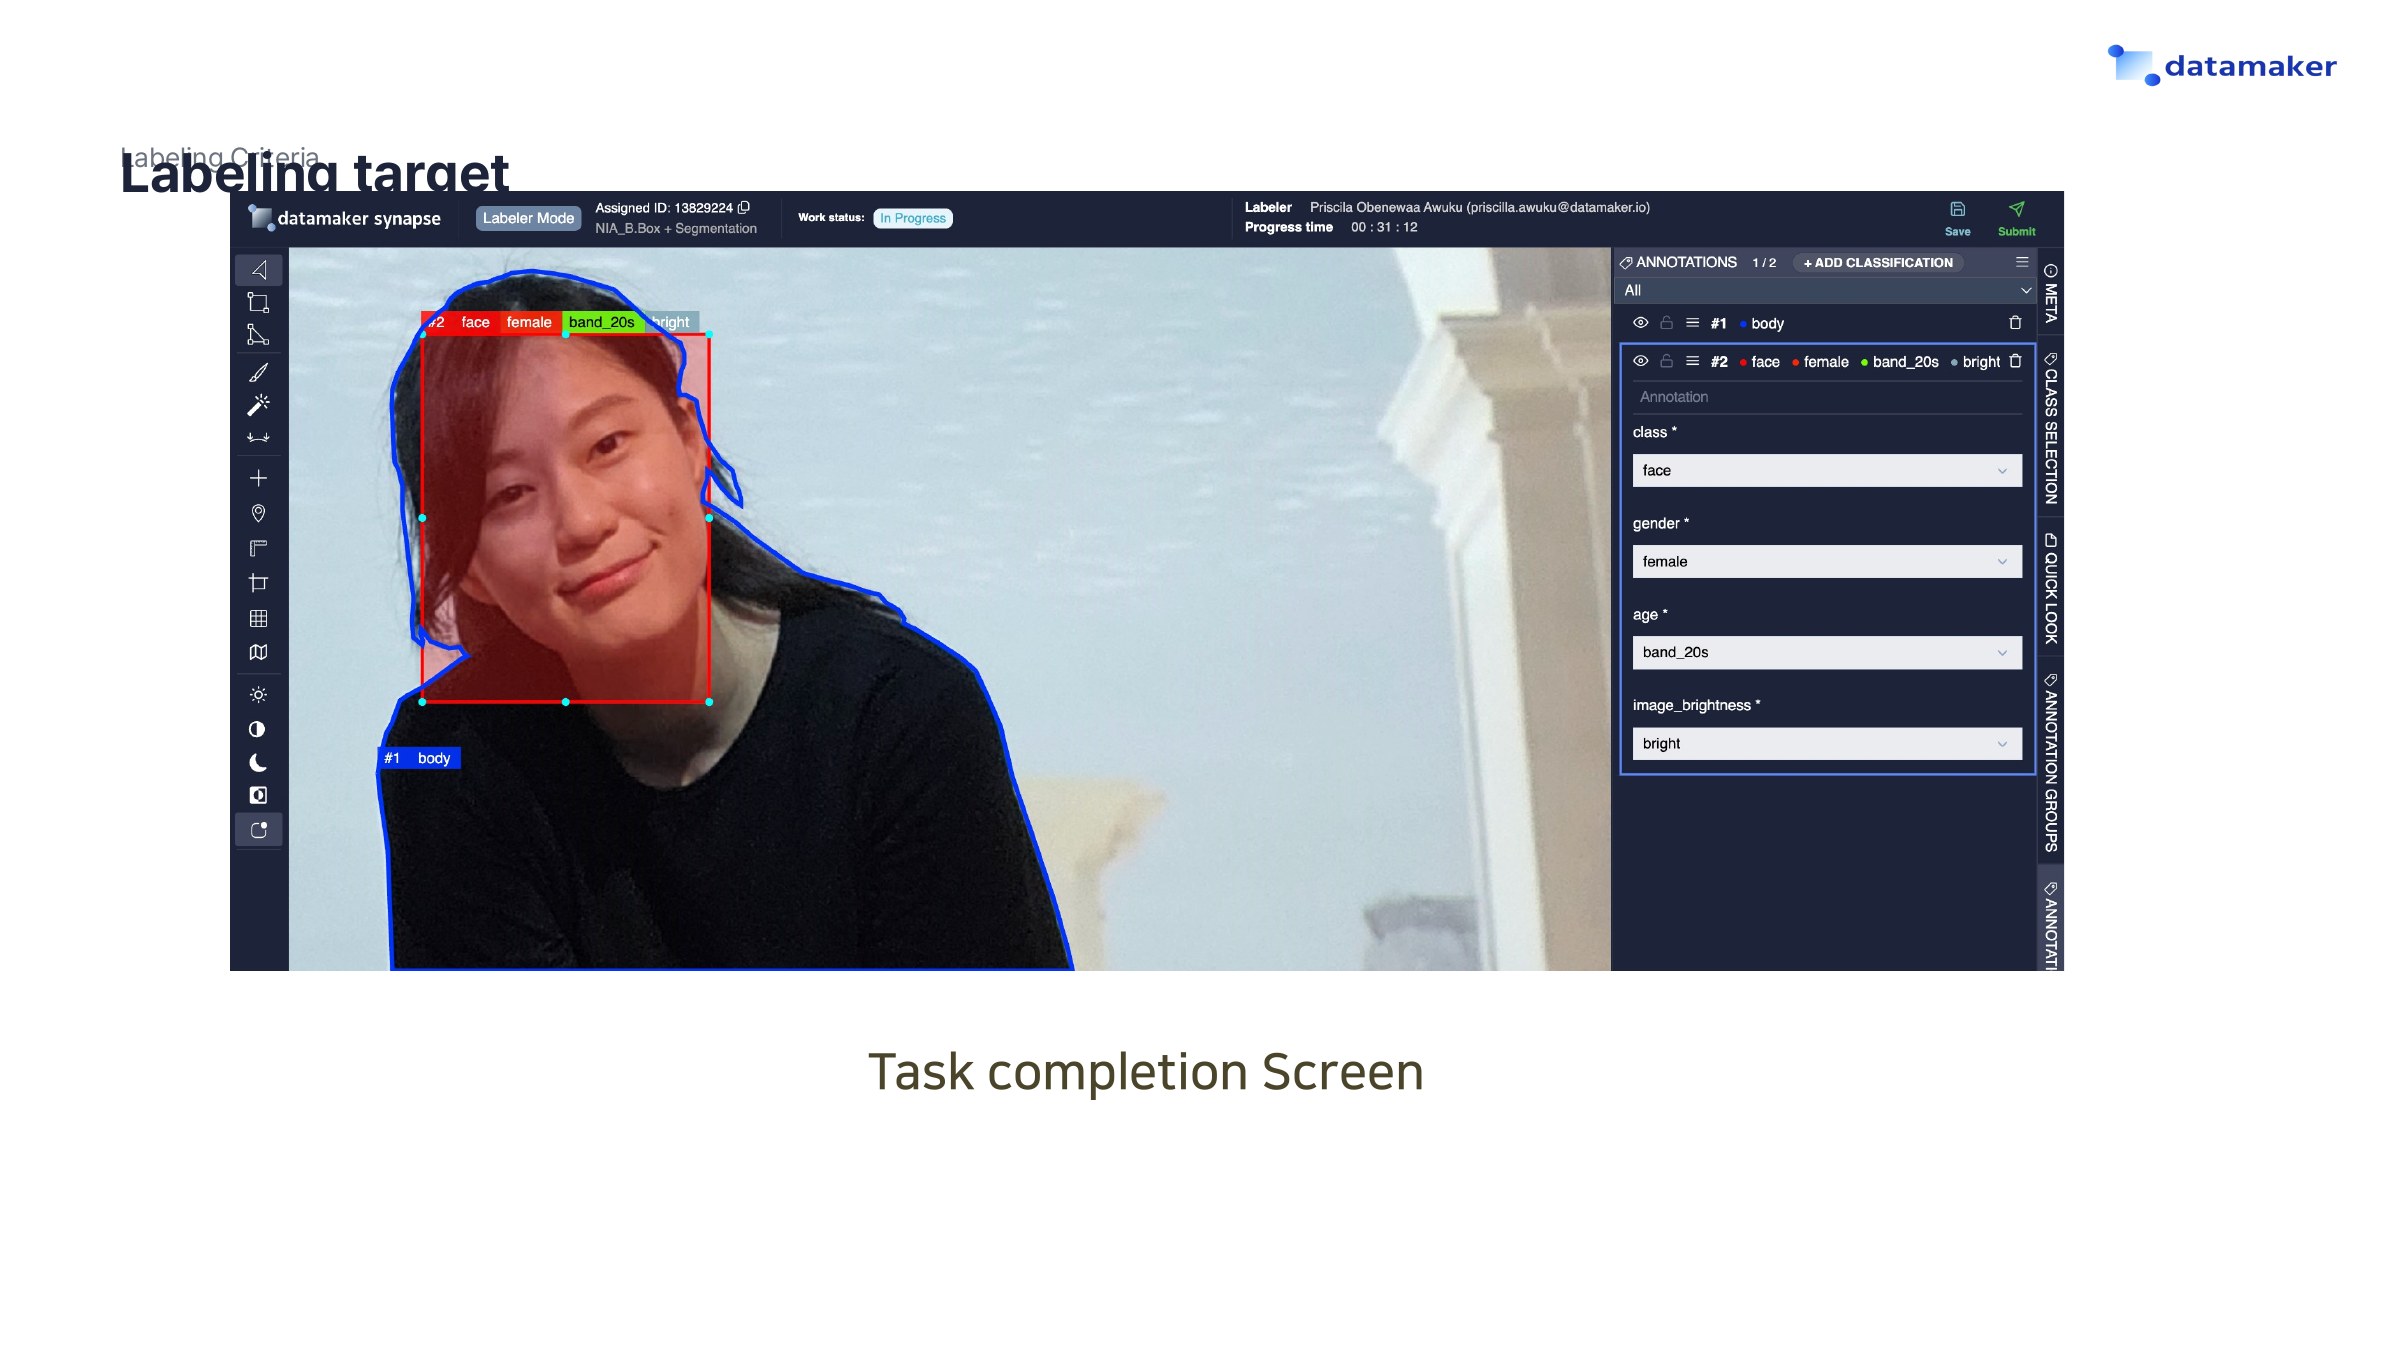 datamaker
Labeling Criteria
Labeling target
datamaker synapse
Labeler Mode
Assigned ID: 13829224
NIA_B.Box + Segmentation
Work status: In Progress
Labeler Priscila Obenewaa Awuku (priscilla.awuku@datamaker.io)
Progress time 00 : 31 : 12
Save
Submit
#2 face female band_20s bright
#1 body
ANNOTATIONS 1 / 2 + ADD CLASSIFICATION
All
#1 body
#2 face female band_20s bright
Annotation
class *
face
gender *
female
age *
band_20s
image_brightness *
bright
META
CLASS SELECTION
QUICK LOOK
ANNOTATION GROUPS
ANNOTATI
Task completion Screen